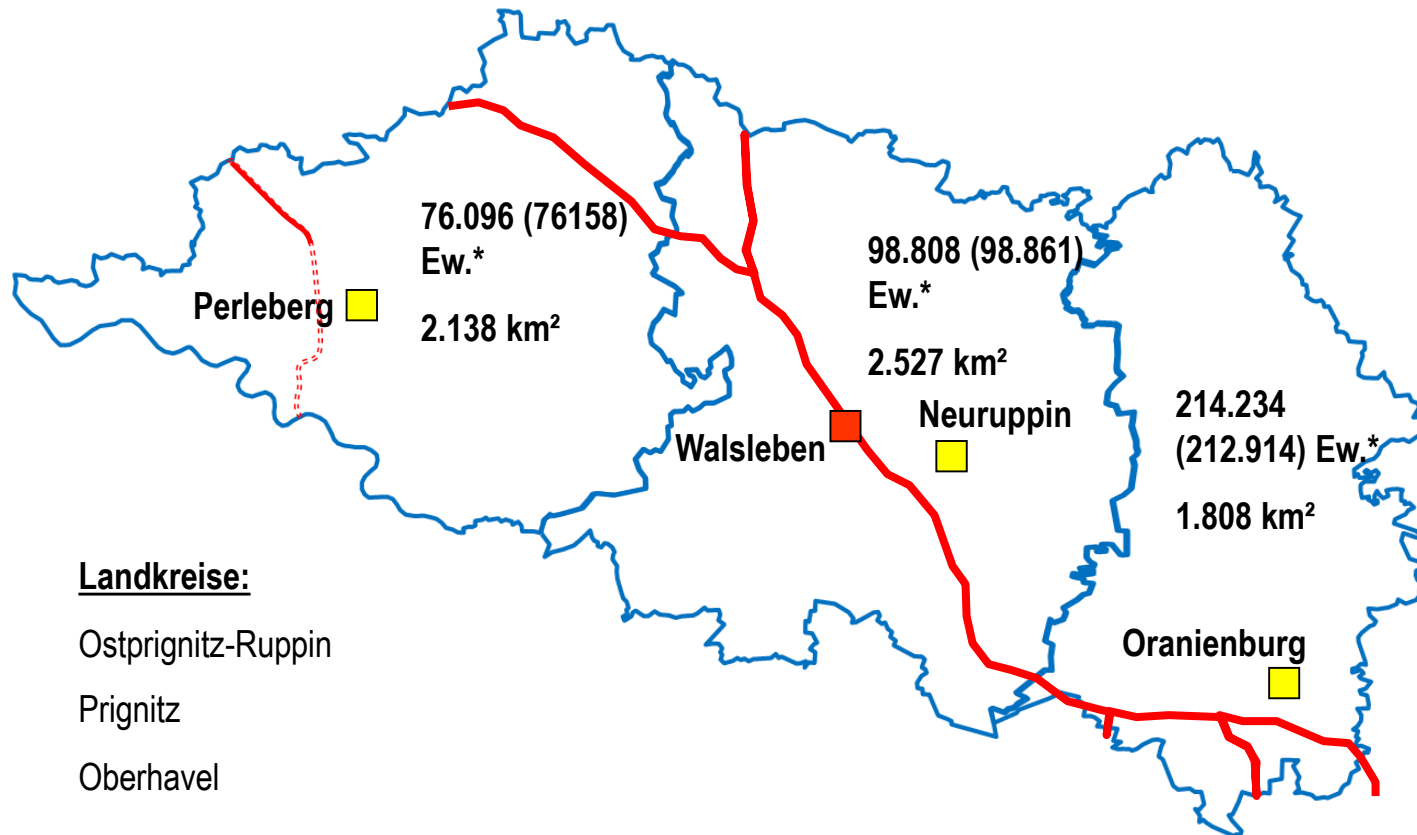 76.096 (76158)
Ew.*
2.138 km²
Perleberg
98.808 (98.861)
Ew.*
2.527 km²
Neuruppin
Walsleben
214.234
(212.914) Ew.*
1.808 km²
Oranienburg
Landkreise:
Ostprignitz-Ruppin
Prignitz
Oberhavel